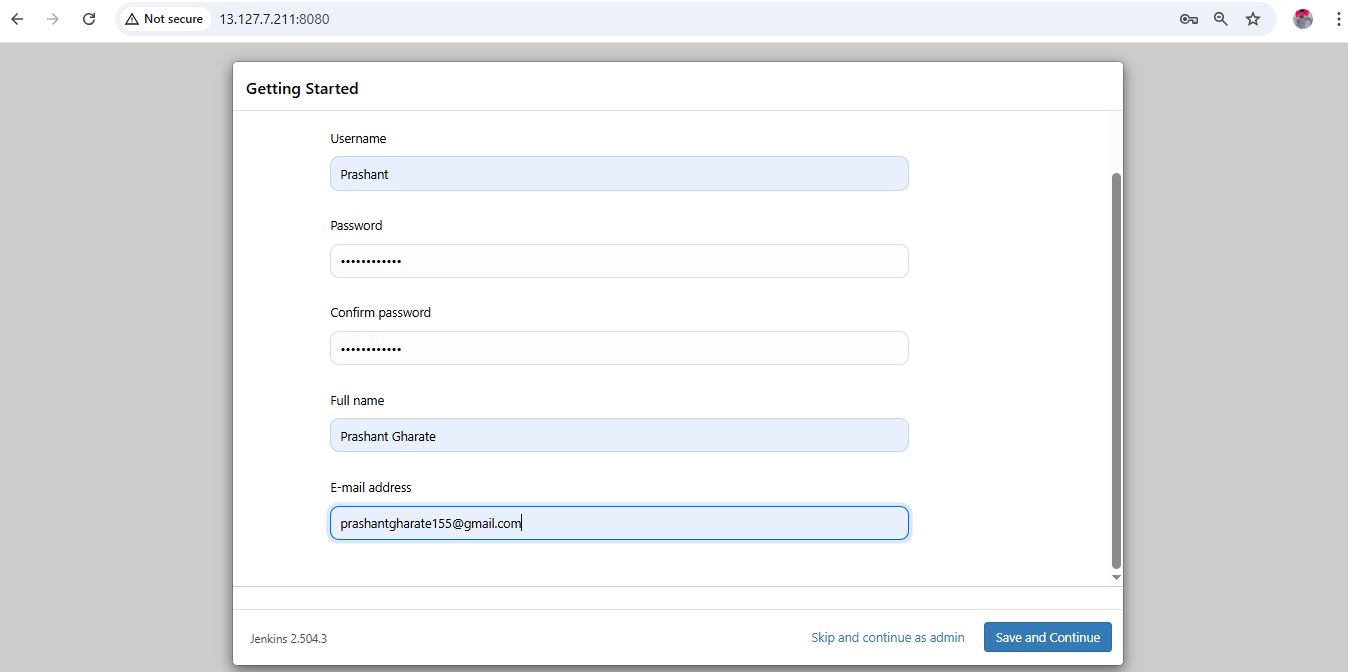 Not secure 13.127.7.211:8080
Getting Started
Username
Prashant
Password
••••••••••••
Confirm password
••••••••••••
Full name
Prashant Gharate
E-mail address
prashantgharate155@gmail.com
Jenkins 2.504.3 Skip and continue as admin Save and Continue